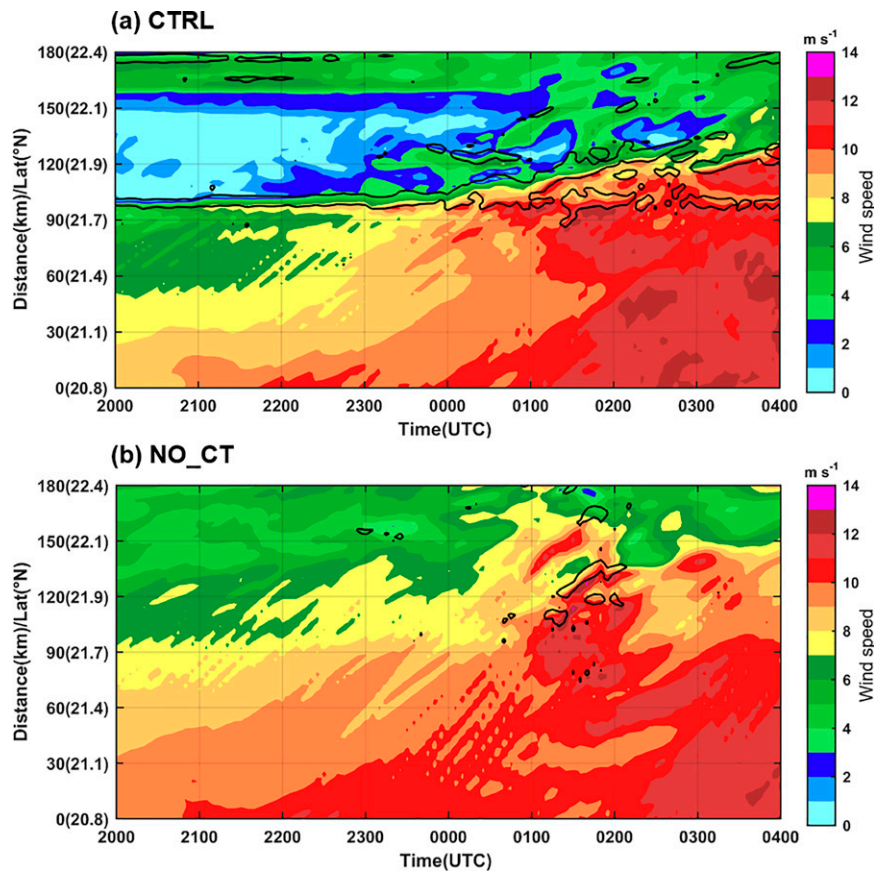 (a) CTRL
m s-1
180(22.4)
150(22.1)
120(21.9)
90(21.7)
60(21.4)
30(21.1)
0(20.8)
Distance(km)/Lat(°N)
2000 2100 2200 2300 0000 0100 0200 0300 0400
Time(UTC)
14
12
10
8
6
4
2
0
Wind speed
(b) NO_CT
m s-1
180(22.4)
150(22.1)
120(21.9)
90(21.7)
60(21.4)
30(21.1)
0(20.8)
Distance(km)/Lat(°N)
2000 2100 2200 2300 0000 0100 0200 0300 0400
Time(UTC)
14
12
10
8
6
4
2
0
Wind speed